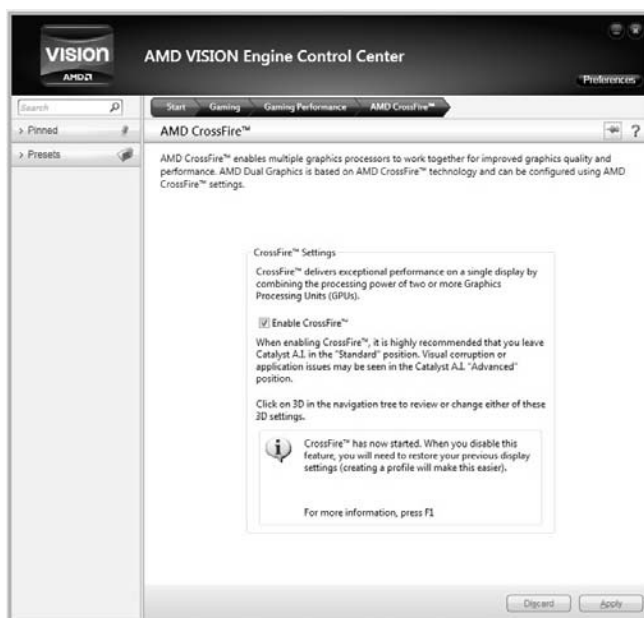 VISION
AMD
AMD VISION Engine Control Center
Preferences
Search
Start Gaming Gaming Performance AMD CrossFire™
> Pinned
AMD CrossFire™ ?
> Presets
AMD CrossFire™ enables multiple graphics processors to work together for improved graphics quality and
performance. AMD Dual Graphics is based on AMD CrossFire™ technology and can be configured using AMD
CrossFire™ settings.
CrossFire™ Settings
CrossFire™ delivers exceptional performance on a single display by
combining the processing power of two or more Graphics
Processing Units (GPUs).
Enable CrossFire™
When enabling CrossFire™, it is highly recommended that you leave
Catalyst A.I. in the "Standard" position. Visual corruption or
application issues may be seen in the Catalyst A.I. "Advanced"
position.
Click on 3D in the navigation tree to review or change either of these
3D settings.
CrossFire™ has now started. When you disable this
feature, you will need to restore your previous display
settings (creating a profile will make this easier).
For more information, press F1
Discard Apply